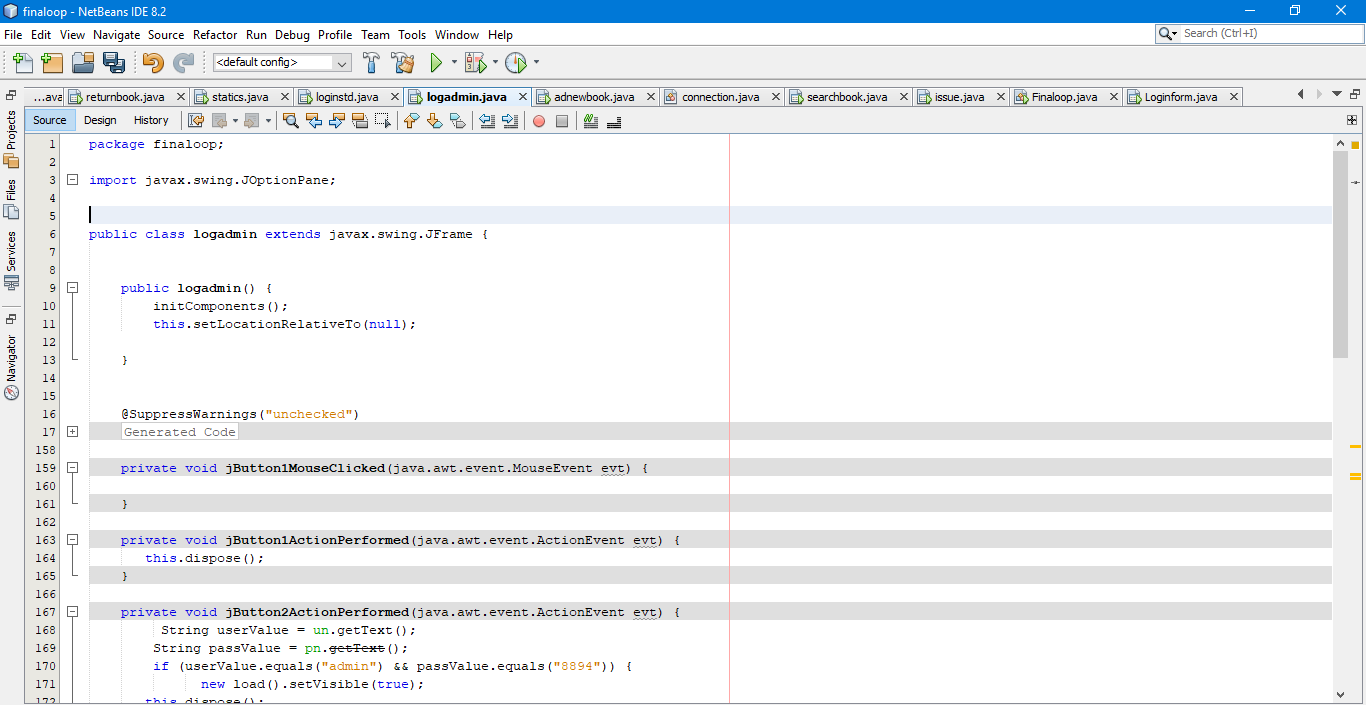 finaloop - NetBeans IDE 8.2
File Edit View Navigate Source Refactor Run Debug Profile Team Tools Window Help
Search (Ctrl+I)
<default config>
...ava returnbook.java statics.java loginstd.java logadmin.java adnewbook.java connection.java searchbook.java issue.java Finaloop.java Loginform.java
Source Design History
Projects
Files
Services
Navigator
1 package finaloop;
2
3 import javax.swing.JOptionPane;
4
5
6 public class logadmin extends javax.swing.JFrame {
7
8
9 public logadmin() {
10 initComponents();
11 this.setLocationRelativeTo(null);
12
13 }
14
15
16 @SuppressWarnings("unchecked")
17 Generated Code
158
159 private void jButton1MouseClicked(java.awt.event.MouseEvent evt) {
160
161 }
162
163 private void jButton1ActionPerformed(java.awt.event.ActionEvent evt) {
164 this.dispose();
165 }
166
167 private void jButton2ActionPerformed(java.awt.event.ActionEvent evt) {
168 String userValue = un.getText();
169 String passValue = pn.getText();
170 if (userValue.equals("admin") && passValue.equals("8894")) {
171 new load().setVisible(true);
172 this.dispose();